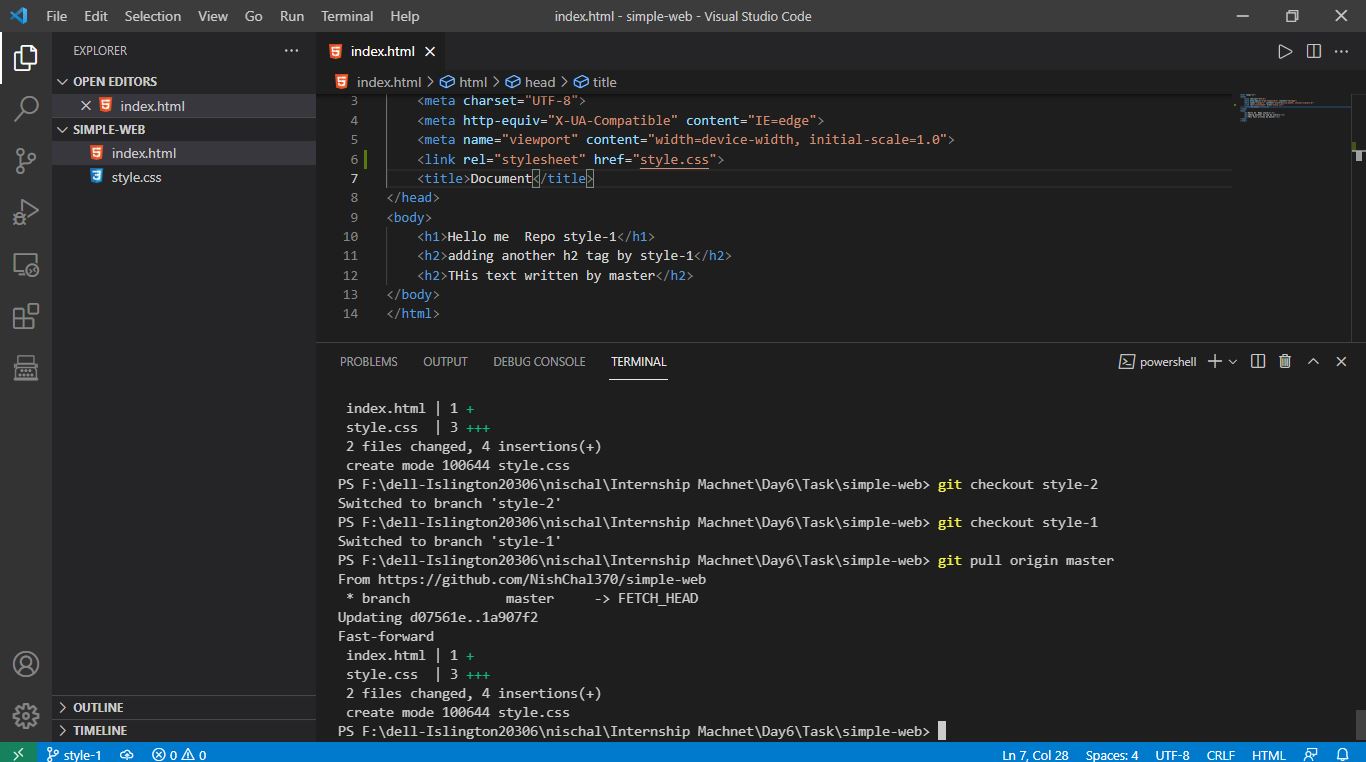 File Edit Selection View Go Run Terminal Help index.html - simple-web - Visual Studio Code
EXPLORER
OPEN EDITORS
index.html
SIMPLE-WEB
index.html
style.css
OUTLINE
TIMELINE
index.html
index.html > html > head > title
3 <meta charset="UTF-8">
4 <meta http-equiv="X-UA-Compatible" content="IE=edge">
5 <meta name="viewport" content="width=device-width, initial-scale=1.0">
6 <link rel="stylesheet" href="style.css">
7 <title>Document</title>
8 </head>
9 <body>
10 <h1>Hello me  Repo style-1</h1>
11 <h2>adding another h2 tag by style-1</h2>
12 <h2>THis text written by master</h2>
13 </body>
14 </html>
PROBLEMS OUTPUT DEBUG CONSOLE TERMINAL powershell
index.html | 1 +
style.css  | 3 +++
2 files changed, 4 insertions(+)
create mode 100644 style.css
PS F:\dell-Islington20306\nischal\Internship Machnet\Day6\Task\simple-web> git checkout style-2
Switched to branch 'style-2'
PS F:\dell-Islington20306\nischal\Internship Machnet\Day6\Task\simple-web> git checkout style-1
Switched to branch 'style-1'
PS F:\dell-Islington20306\nischal\Internship Machnet\Day6\Task\simple-web> git pull origin master
From https://github.com/NishChal370/simple-web
* branch            master     -> FETCH_HEAD
Updating d07561e..1a907f2
Fast-forward
index.html | 1 +
style.css  | 3 +++
2 files changed, 4 insertions(+)
create mode 100644 style.css
PS F:\dell-Islington20306\nischal\Internship Machnet\Day6\Task\simple-web>
style-1 0 0 Ln 7, Col 28 Spaces: 4 UTF-8 CRLF HTML